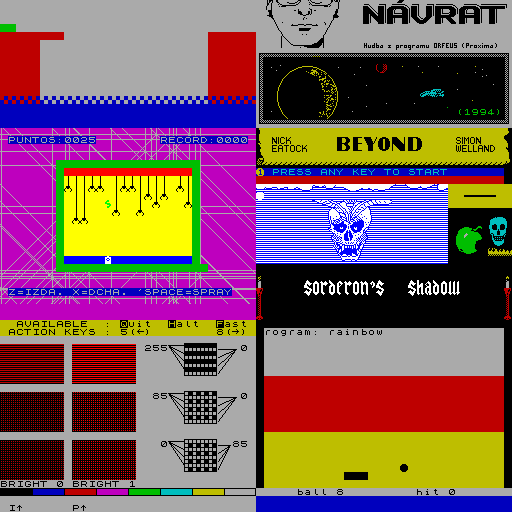 NÁVRAT
Hudba z programu ORFEUS (Proxima)
(1994)
PUNTOS:0025 RECORD:0000
Z=IZDA, X=DCHA, SPACE=SPRAY
NICK EATOCK
BEYOND
SIMON WELLAND
1 PRESS ANY KEY TO START
Sorderon's Shadow
AVAILABLE : Quit Halt Fast
ACTION KEYS : 5(←) 8(→)
255 0
85 0
0 85
BRIGHT 0 BRIGHT 1
I↑ P↑
rogram: rainbow
ball 8 hit 0